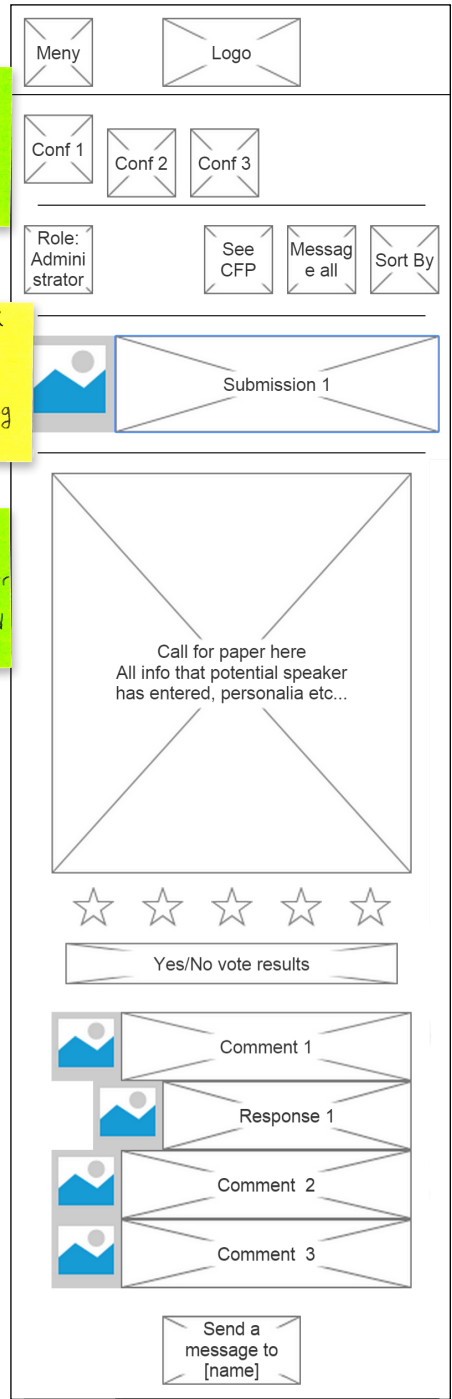 Meny
Logo
Conf 1
Conf 2
Conf 3
Role:
Admini
strator
See
CFP
Messag
e all
Sort By
Submission 1
g
Call for paper here
All info that potential speaker
has entered, personalia etc...
Yes/No vote results
Comment 1
Response 1
Comment 2
Comment 3
Send a
message to
[name]